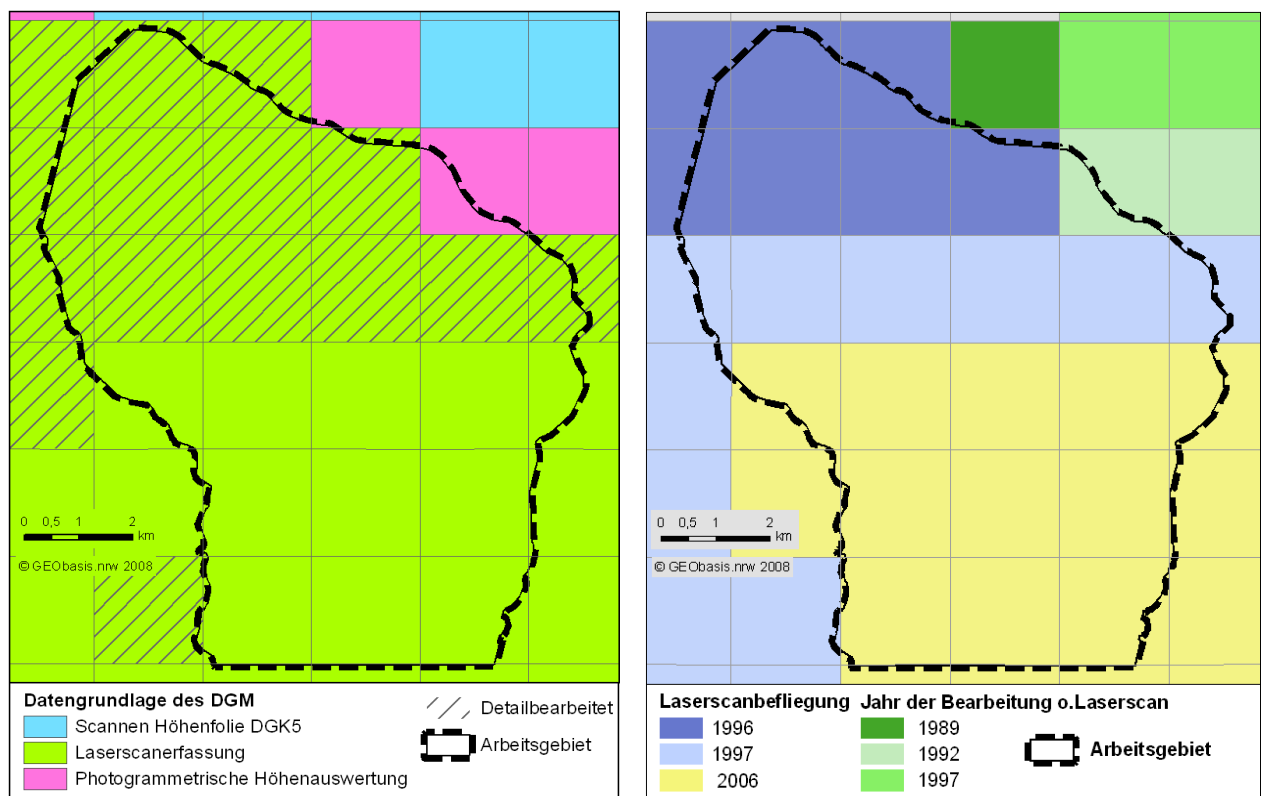 0 0,5 1 2
km
© GEObasis.nrw 2008
Datengrundlage des DGM
Scannen Höhenfolie DGK5
Laserscanerfassung
Photogrammetrische Höhenauswertung
Detailbearbeitet
Arbeitsgebiet
0 0,5 1 2
km
© GEObasis.nrw 2008
Laserscanbefliegung
1996
1997
2006
Jahr der Bearbeitung o.Laserscan
1989
1992
1997
Arbeitsgebiet